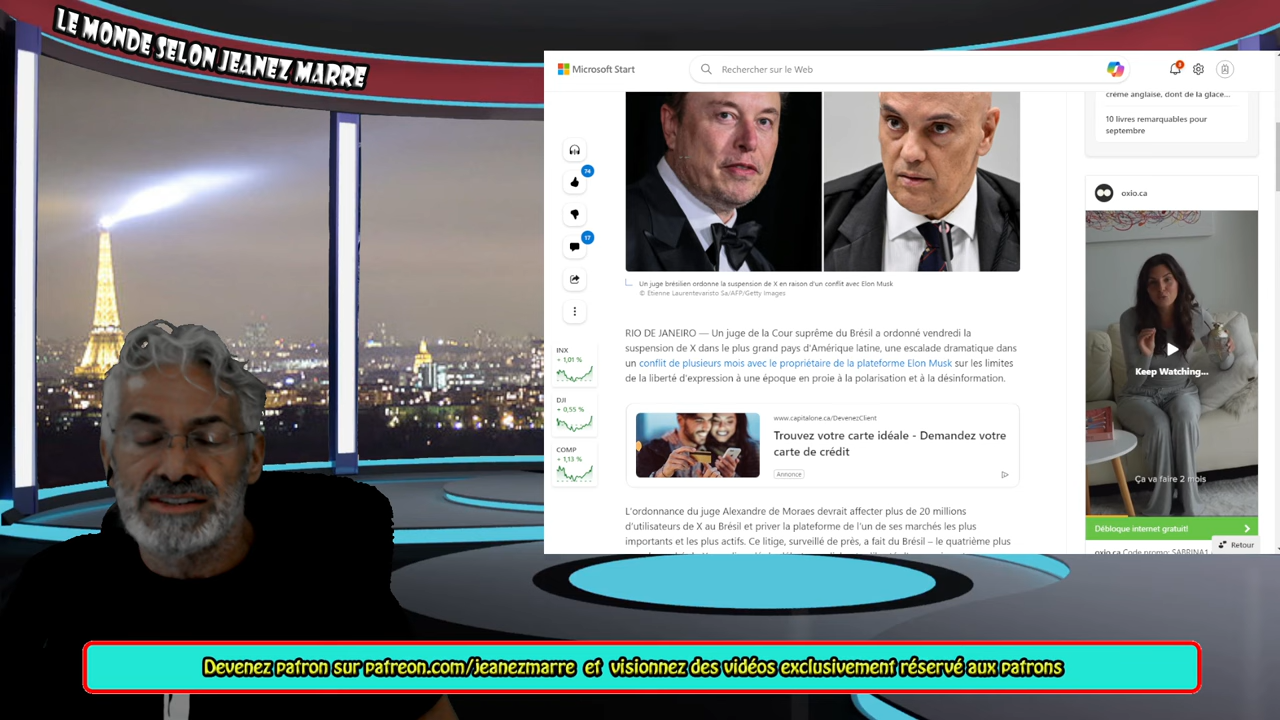 LE MONDE SELON JEANEZ MARRE
Microsoft Start
Rechercher sur le Web
3
74
17
INX
+ 1,01 %
DJI
+ 0,55 %
COMP
+ 1,13 %
Un juge brésilien ordonne la suspension de X en raison d'un conflit avec Elon Musk
© Etienne Laurentevaristo Sa/AFP/Getty Images
RIO DE JANEIRO — Un juge de la Cour suprême du Brésil a ordonné vendredi la
suspension de X dans le plus grand pays d'Amérique latine, une escalade dramatique dans
un conflit de plusieurs mois avec le propriétaire de la plateforme Elon Musk sur les limites
de la liberté d'expression à une époque en proie à la polarisation et à la désinformation.
www.capitalone.ca/DevenezClient
Trouvez votre carte idéale - Demandez votre
carte de crédit
Annonce
L'ordonnance du juge Alexandre de Moraes devrait affecter plus de 20 millions
d'utilisateurs de X au Brésil et priver la plateforme de l'un de ses marchés les plus
importants et les plus actifs. Ce litige, surveillé de près, a fait du Brésil – le quatrième plus
crème anglaise, dont de la glace...
10 livres remarquables pour
septembre
oxio.ca
Keep Watching...
Ça va faire 2 mois
Débloque internet gratuit!
oxio.ca Code promo: SABRINA1
Retour
Devenez patron sur patreon.com/jeanezmarre et visionnez des vidéos exclusivement réservé aux patrons